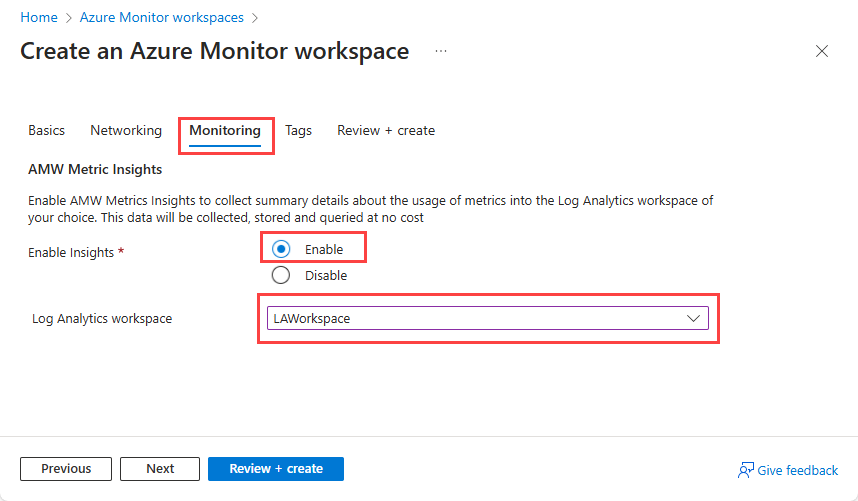 Home > Azure Monitor workspaces >
Create an Azure Monitor workspace ...
Basics Networking Monitoring Tags Review + create
AMW Metric Insights
Enable AMW Metrics Insights to collect summary details about the usage of metrics into the Log Analytics workspace of
your choice. This data will be collected, stored and queried at no cost
Enable Insights * Enable
Disable
Log Analytics workspace LAWorkspace
Previous Next Review + create Give feedback